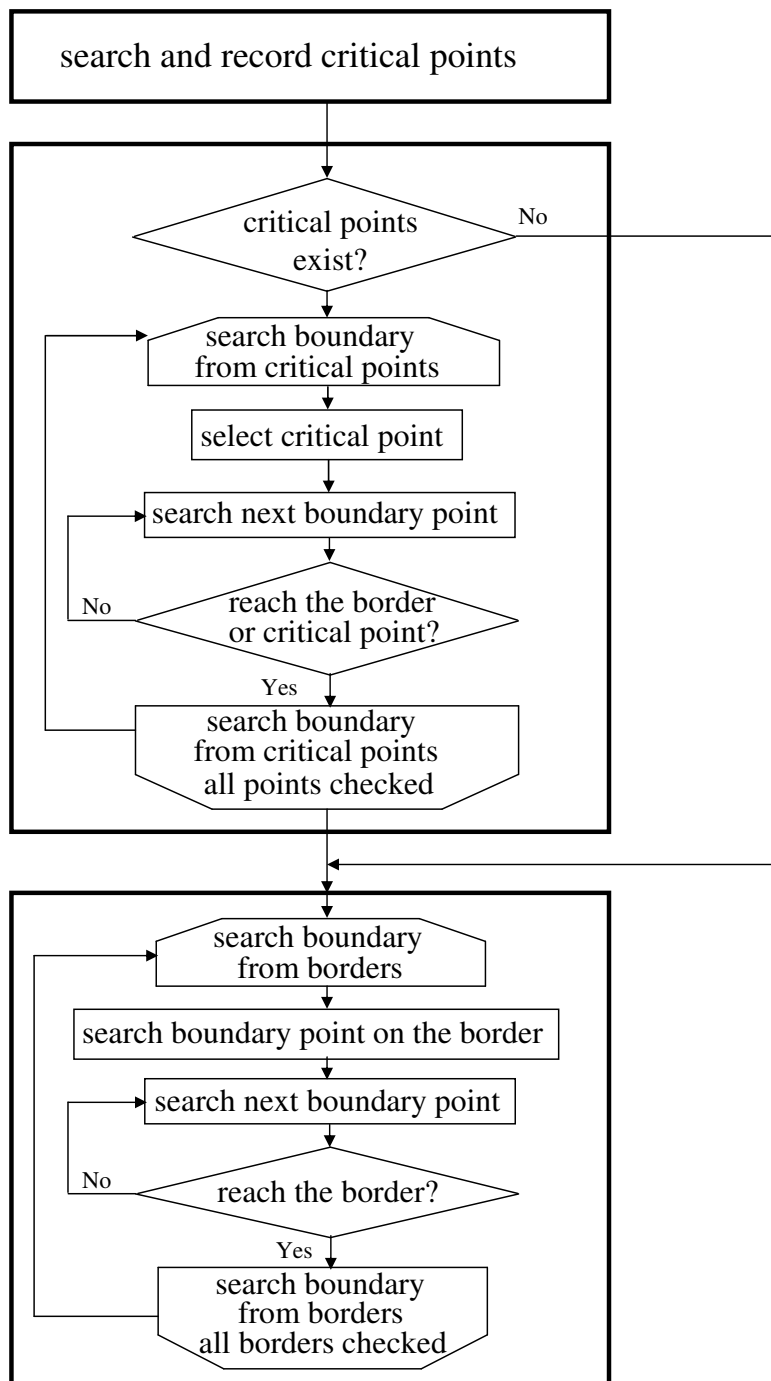 search and record critical points
critical points
exist?
No
search boundary
from critical points
select critical point
search next boundary point
reach the border
or critical point?
No
Yes
search boundary
from critical points
all points checked
search boundary
from borders
search boundary point on the border
search next boundary point
No
reach the border?
Yes
search boundary
from borders
all borders checked